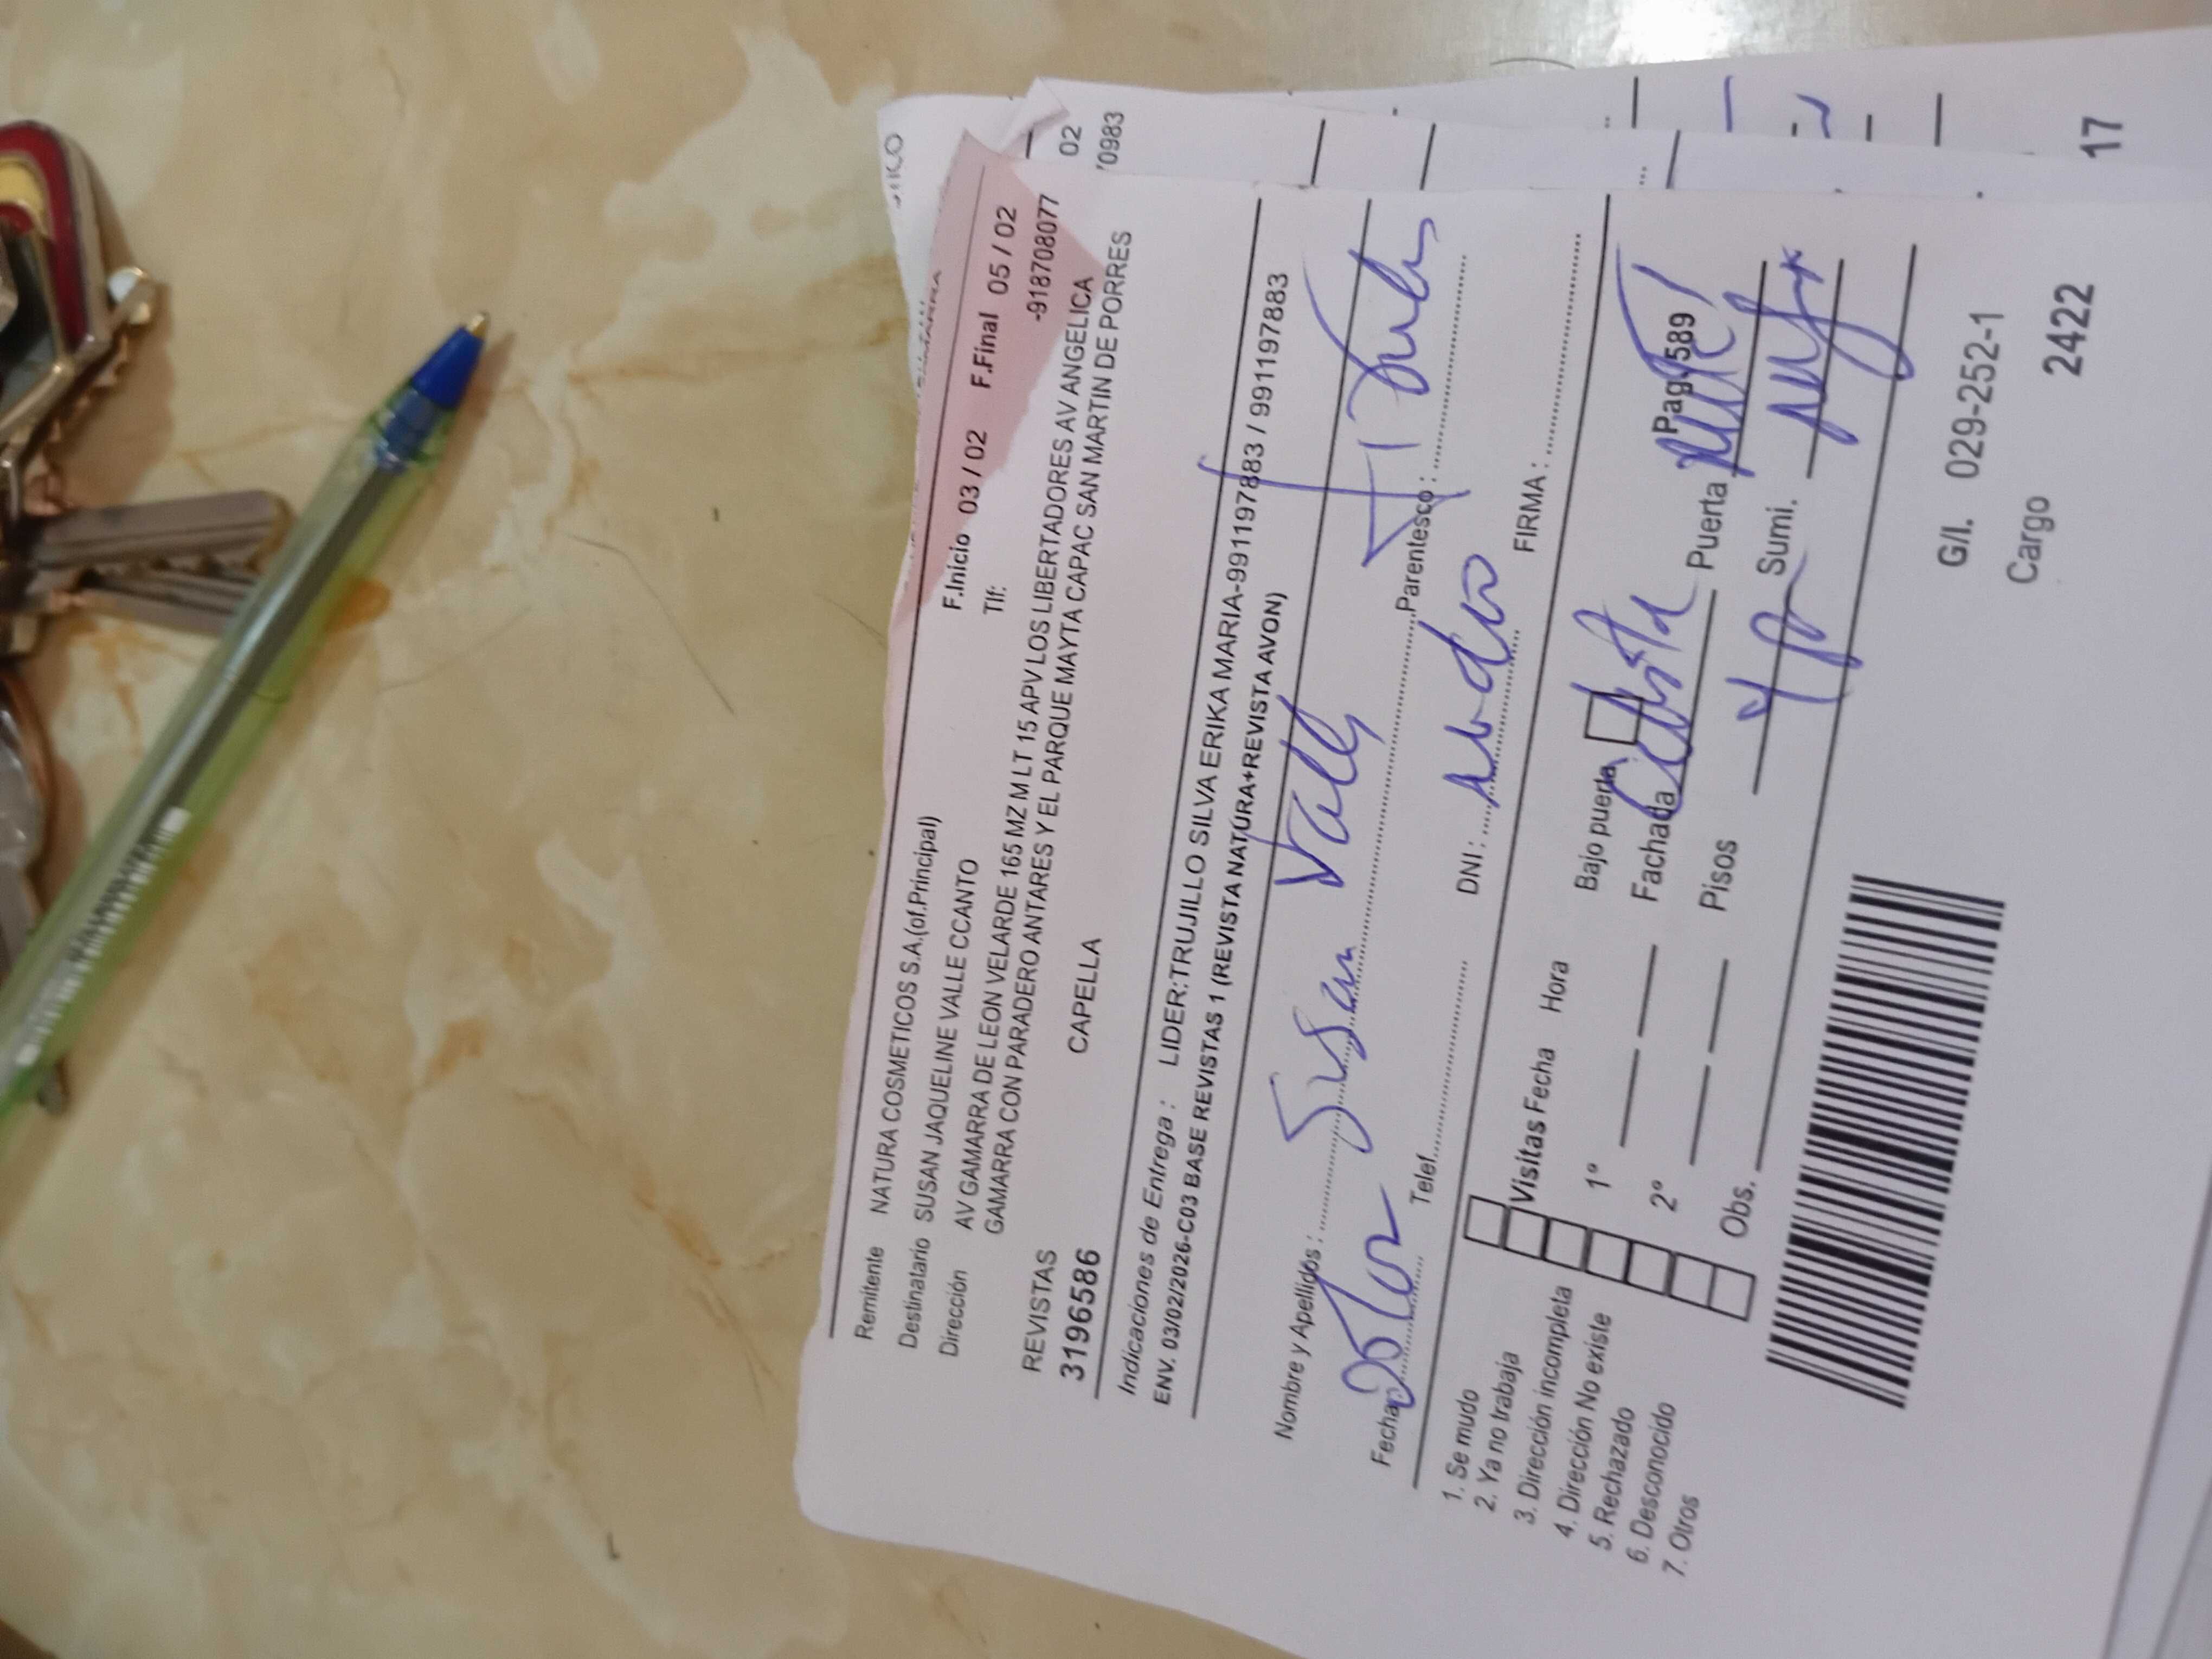 F.Inicio 03 / 02 F.Final 05 / 02
Remitente NATURA COSMETICOS S.A.(of.Principal) Tlf: -918708077
Destinatario SUSAN JAQUELINE VALLE CCANTO
Dirección AV GAMARRA DE LEON VELARDE 165 MZ M LT 15 APV LOS LIBERTADORES AV ANGELICA
GAMARRA CON PARADERO ANTARES Y EL PARQUE MAYTA CAPAC SAN MARTIN DE PORRES
REVISTAS
3196586 CAPELLA
Indicaciones de Entrega : LIDER:TRUJILLO SILVA ERIKA MARIA-991197883 / 991197883
ENV. 03/02/2026-C03 BASE REVISTAS 1 (REVISTA NATURA+REVISTA AVON)
Nombre y Apellidos : Susan Valle
Fecha Telef. Parentesco :
DNI : FIRMA :
1. Se mudo
2. Ya no trabaja
3. Dirección incompleta
4. Dirección No existe
5. Rechazado
6. Desconocido
7. Otros
Visitas Fecha Hora
1º
2º
Obs.
Bajo puerta Pag 589
Fachada Puerta
Pisos Sumi.
G/I. 029-252-1
Cargo 2422
02
0983
17